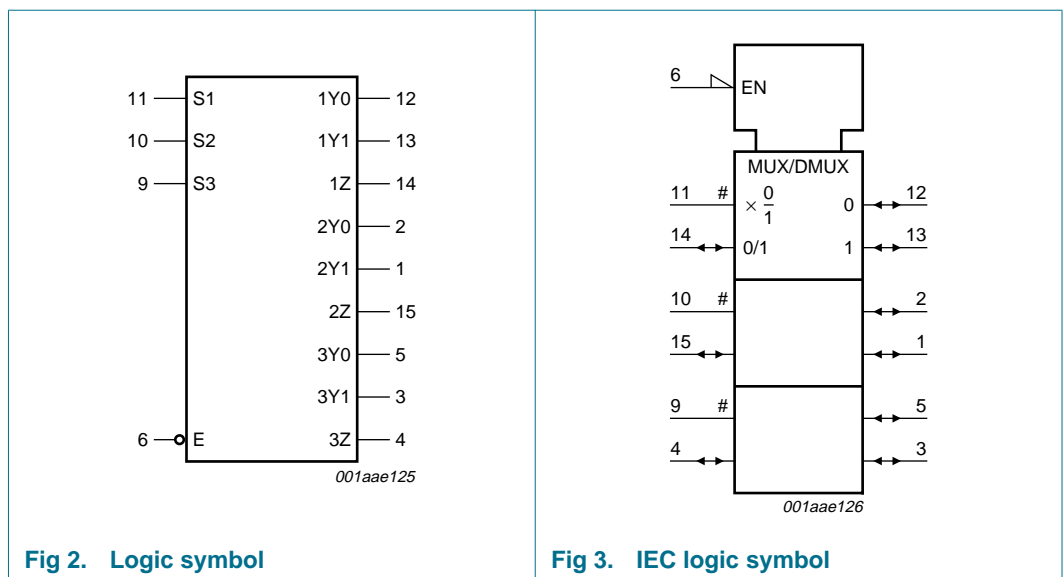 11 S1 1Y0 12
10 S2 1Y1 13
9 S3 1Z 14
2Y0 2
2Y1 1
2Z 15
3Y0 5
3Y1 3
6 E 3Z 4
001aae125
Fig 2. Logic symbol
6 EN
MUX/DMUX
11 # × 0/1 0 12
14 0/1 1 13
10 # 2
15 1
9 # 5
4 3
001aae126
Fig 3. IEC logic symbol